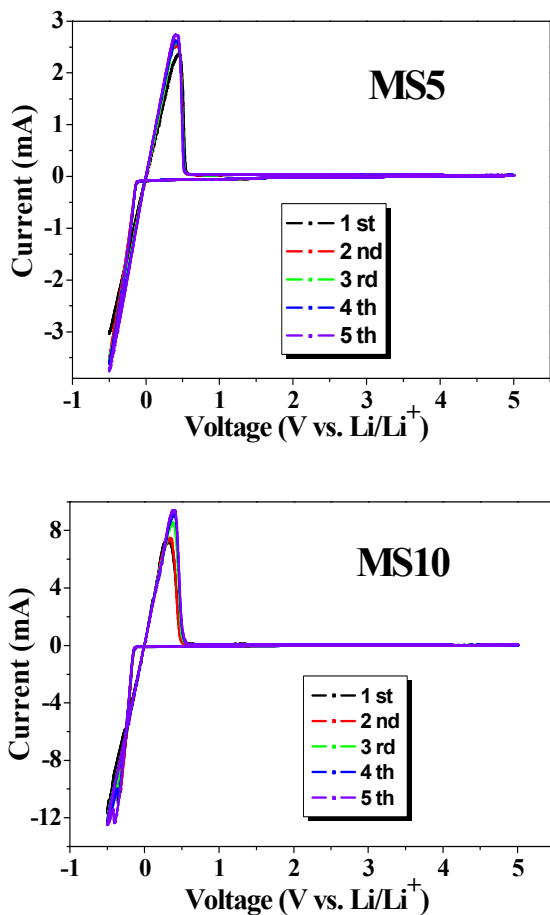 3
2
1
0
-1
-2
-3
Current (mA)
MS5
1 st
2 nd
3 rd
4 th
5 th
-1 0 1 2 3 4 5
Voltage (V vs. Li/Li+)
8
4
0
-4
-8
-12
Current (mA)
MS10
1 st
2 nd
3 rd
4 th
5 th
-1 0 1 2 3 4 5
Voltage (V vs. Li/Li+)